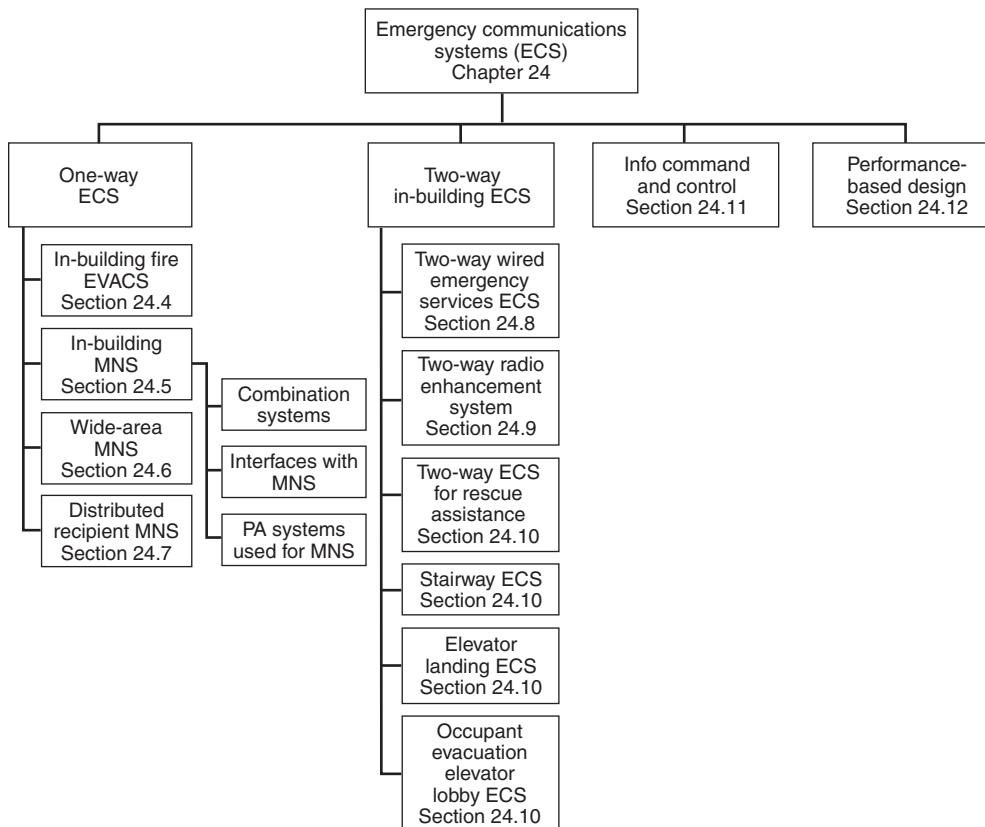 Emergency communications
systems (ECS)
Chapter 24
One-way
ECS
Two-way
in-building ECS
Info command
and control
Section 24.11
Performance-
based design
Section 24.12
In-building fire
EVACS
Section 24.4
In-building
MNS
Section 24.5
Wide-area
MNS
Section 24.6
Distributed
recipient MNS
Section 24.7
Combination
systems
Interfaces with
MNS
PA systems
used for MNS
Two-way wired
emergency
services ECS
Section 24.8
Two-way radio
enhancement
system
Section 24.9
Two-way ECS
for rescue
assistance
Section 24.10
Stairway ECS
Section 24.10
Elevator
landing ECS
Section 24.10
Occupant
evacuation
elevator
lobby ECS
Section 24.10